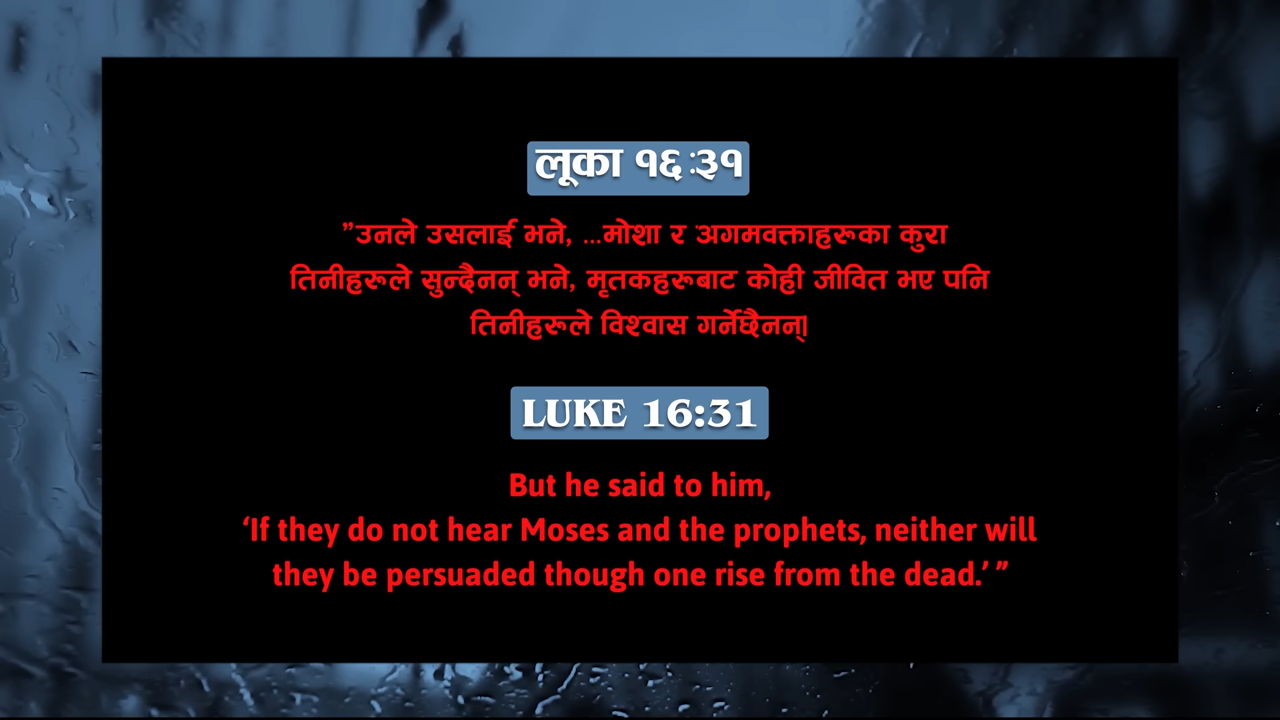 लूका १६:३१
”उनले उसलाई भने, ...मोशा र अगमवक्ताहरूका कुरा
तिनीहरूले सुन्दैनन् भने, मृतकहरूबाट कोही जीवित भए पनि
तिनीहरूले विश्वास गर्नेछैनन्|
LUKE 16:31
But he said to him,
‘If they do not hear Moses and the prophets, neither will
they be persuaded though one rise from the dead.’ ”